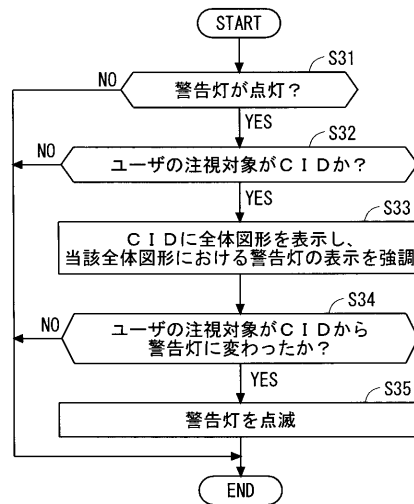 START
S31
警告灯が点灯？
NO
YES
S32
ユーザの注視対象がＣＩＤか？
NO
YES
S33
ＣＩＤに全体図形を表示し、
当該全体図形における警告灯の表示を強調
S34
ユーザの注視対象がＣＩＤから
警告灯に変わったか？
NO
YES
S35
警告灯を点滅
END